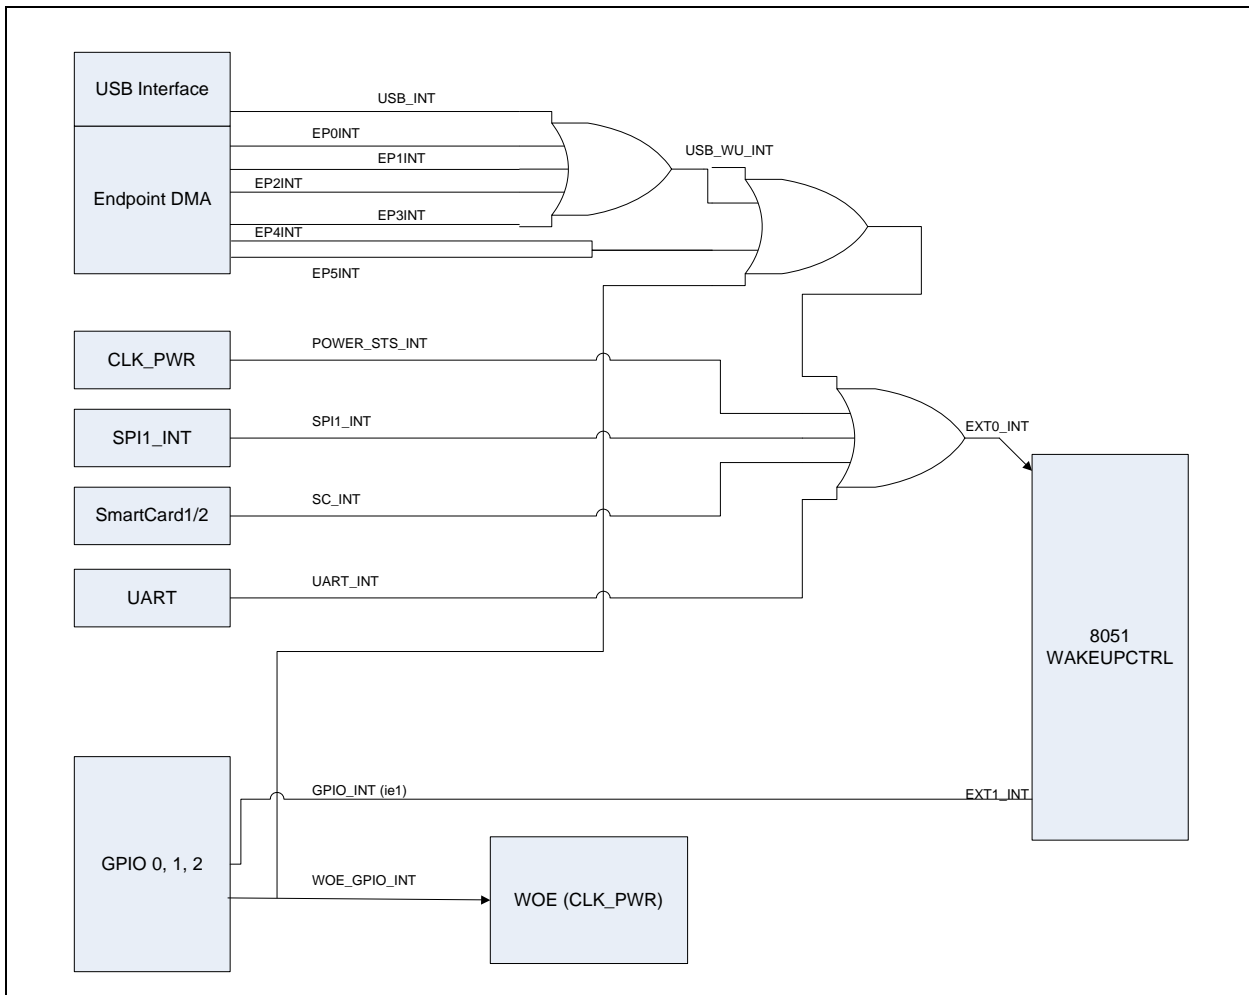 USB Interface
USB_INT
EP0INT
EP1INT
USB_WU_INT
Endpoint DMA
EP2INT
EP3INT
EP4INT
EP5INT
CLK_PWR
POWER_STS_INT
SPI1_INT
SPI1_INT
EXT0_INT
SmartCard1/2
SC_INT
UART
UART_INT
8051
WAKEUPCTRL
GPIO_INT (ie1)
EXT1_INT
GPIO 0, 1, 2
WOE_GPIO_INT
WOE (CLK_PWR)